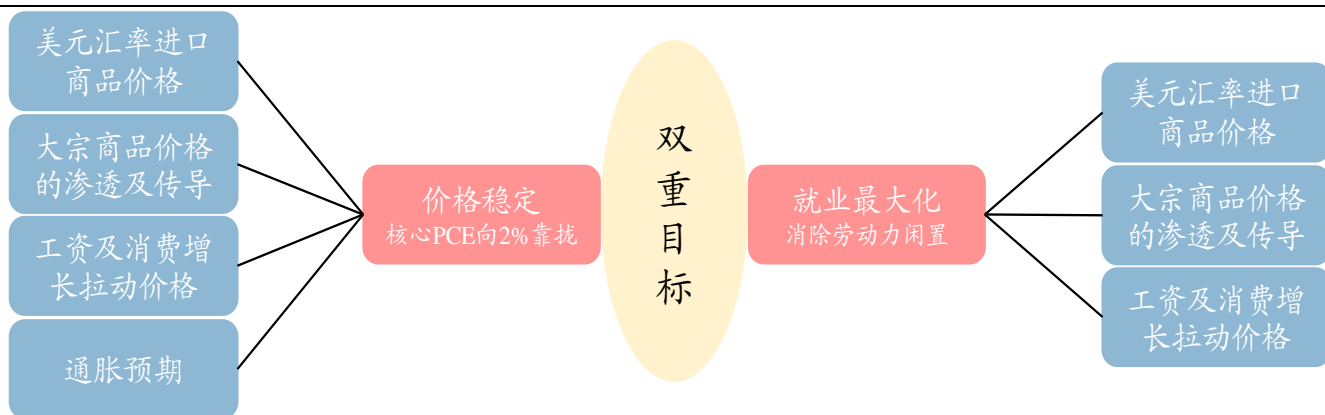 美元汇率进口
商品价格
大宗商品价格
的渗透及传导
工资及消费增
长拉动价格
通胀预期
价格稳定
核心PCE向2%靠拢
双
重
目
标
就业最大化
消除劳动力闲置
美元汇率进口
商品价格
大宗商品价格
的渗透及传导
工资及消费增
长拉动价格